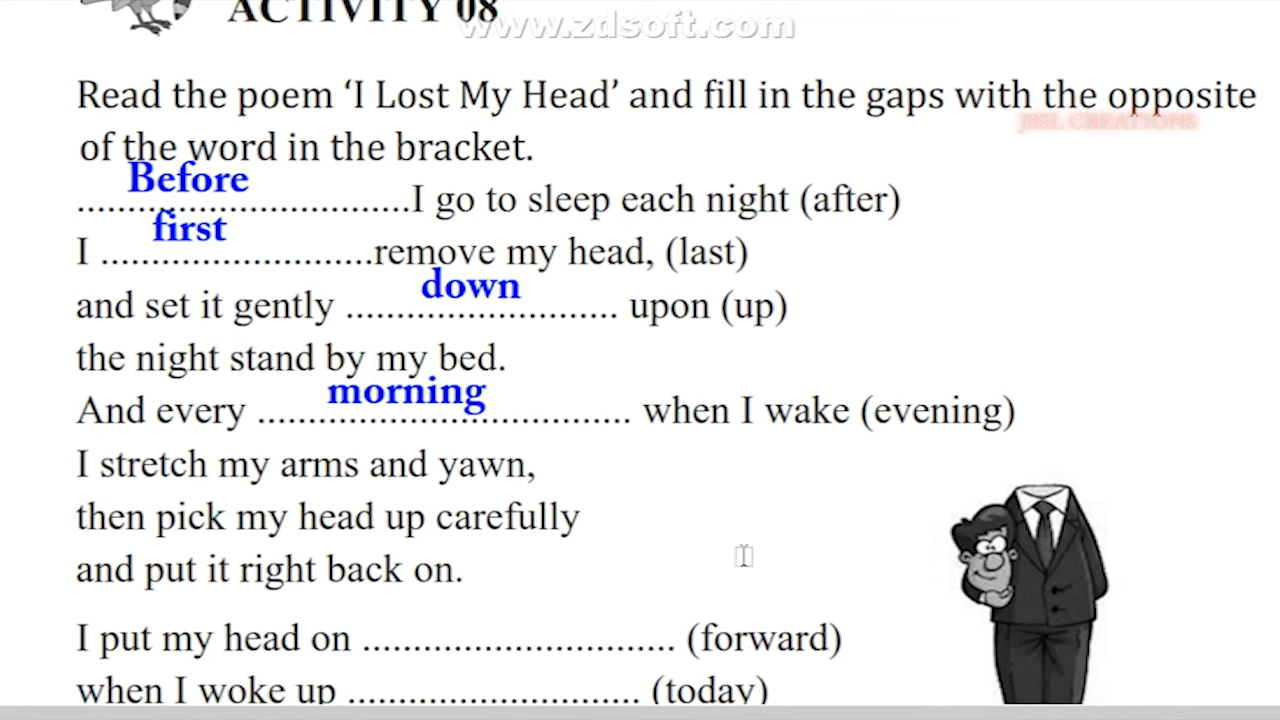 ACTIVITY 08
www.zdsoft.com
Read the poem ‘I Lost My Head’ and fill in the gaps with the opposite
JSSL CREATIONS
of the word in the bracket.
Before
.................................I go to sleep each night (after)
first
I ...........................remove my head, (last)
down
and set it gently ........................... upon (up)
the night stand by my bed.
morning
And every ..................................... when I wake (evening)
I stretch my arms and yawn,
then pick my head up carefully
and put it right back on.
I put my head on ............................... (forward)
when I woke up ............................. (today)